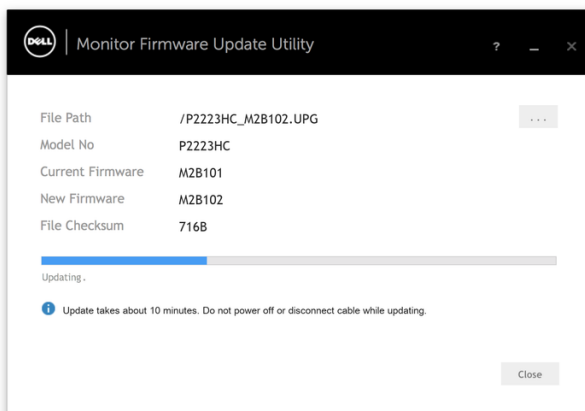 DELL
Monitor Firmware Update Utility
?
File Path /P2223HC_M2B102.UPG ...
Model No P2223HC
Current Firmware M2B101
New Firmware M2B102
File Checksum 716B
Updating.
Update takes about 10 minutes. Do not power off or disconnect cable while updating.
Close